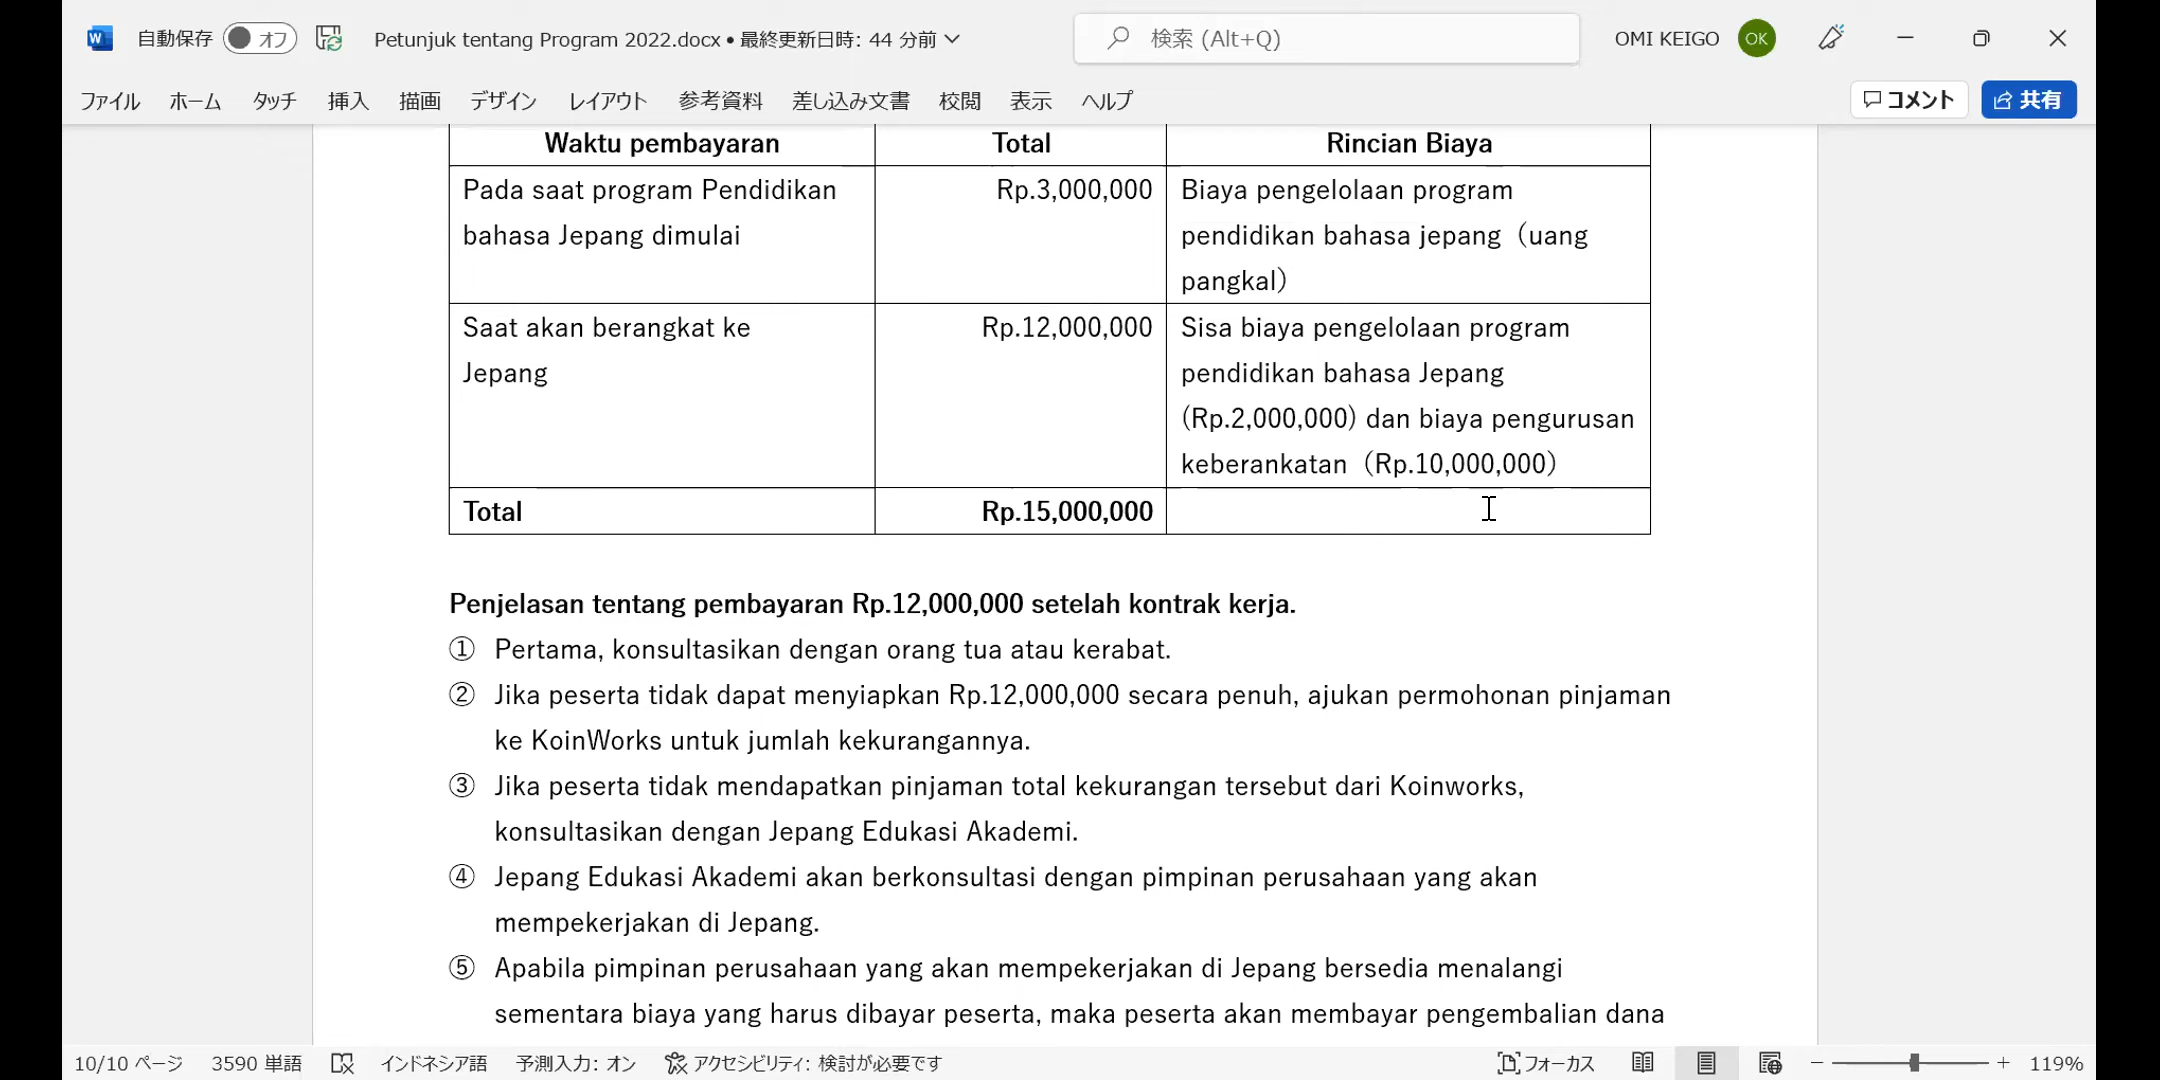 自動保存 オフ Petunjuk tentang Program 2022.docx • 最終更新日時: 44 分前 検索 (Alt+Q) OMI KEIGO OK
ファイル ホーム タッチ 挿入 描画 デザイン レイアウト 参考資料 差し込み文書 校閲 表示 ヘルプ コメント 共有
Waktu pembayaran Total Rincian Biaya
Pada saat program Pendidikan Rp.3,000,000 Biaya pengelolaan program
bahasa Jepang dimulai pendidikan bahasa jepang（uang
pangkal）
Saat akan berangkat ke Rp.12,000,000 Sisa biaya pengelolaan program
Jepang pendidikan bahasa Jepang
(Rp.2,000,000) dan biaya pengurusan
keberankatan（Rp.10,000,000）
Total Rp.15,000,000
Penjelasan tentang pembayaran Rp.12,000,000 setelah kontrak kerja.
① Pertama, konsultasikan dengan orang tua atau kerabat.
② Jika peserta tidak dapat menyiapkan Rp.12,000,000 secara penuh, ajukan permohonan pinjaman
ke KoinWorks untuk jumlah kekurangannya.
③ Jika peserta tidak mendapatkan pinjaman total kekurangan tersebut dari Koinworks,
konsultasikan dengan Jepang Edukasi Akademi.
④ Jepang Edukasi Akademi akan berkonsultasi dengan pimpinan perusahaan yang akan
mempekerjakan di Jepang.
⑤ Apabila pimpinan perusahaan yang akan mempekerjakan di Jepang bersedia menalangi
sementara biaya yang harus dibayar peserta, maka peserta akan membayar pengembalian dana
10/10 ページ 3590 単語 インドネシア語 予測入力: オン アクセシビリティ: 検討が必要です フォーカス 119%